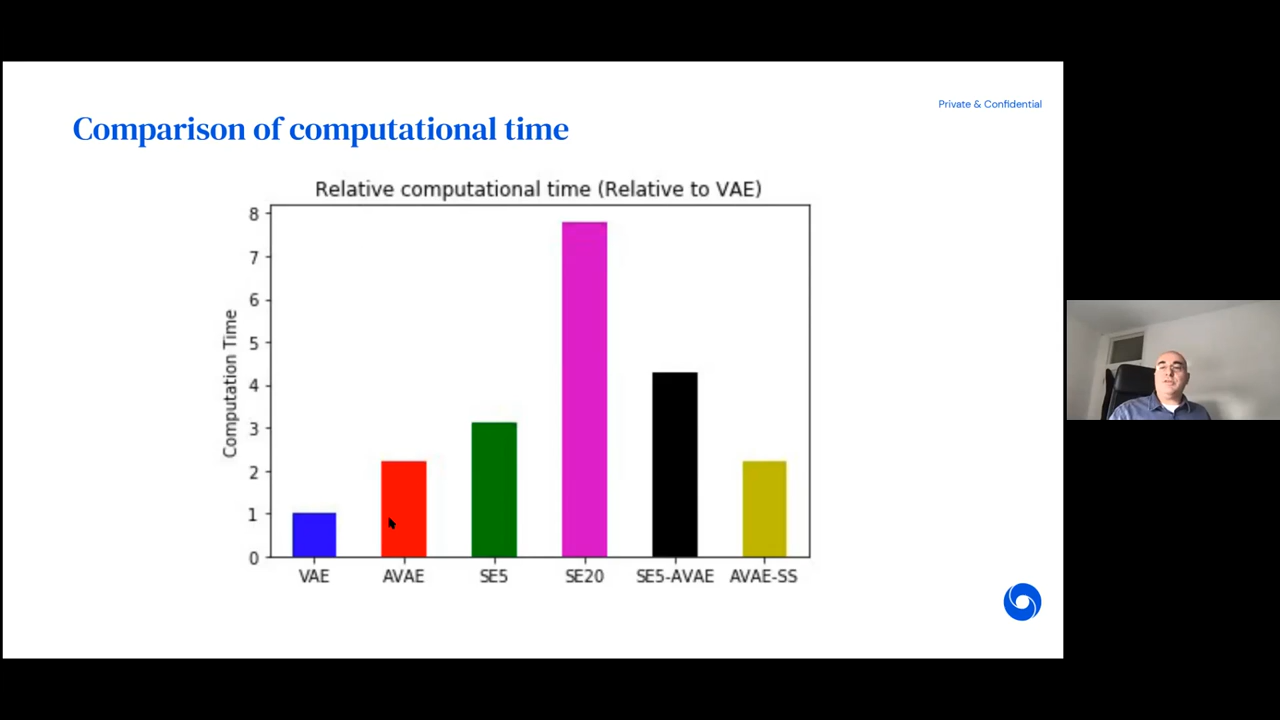 Private & Confidential
Comparison of computational time
Relative computational time (Relative to VAE)
Computation Time
8
7
6
5
4
3
2
1
0
VAE AVAE SE5 SE20 SE5-AVAE AVAE-SS